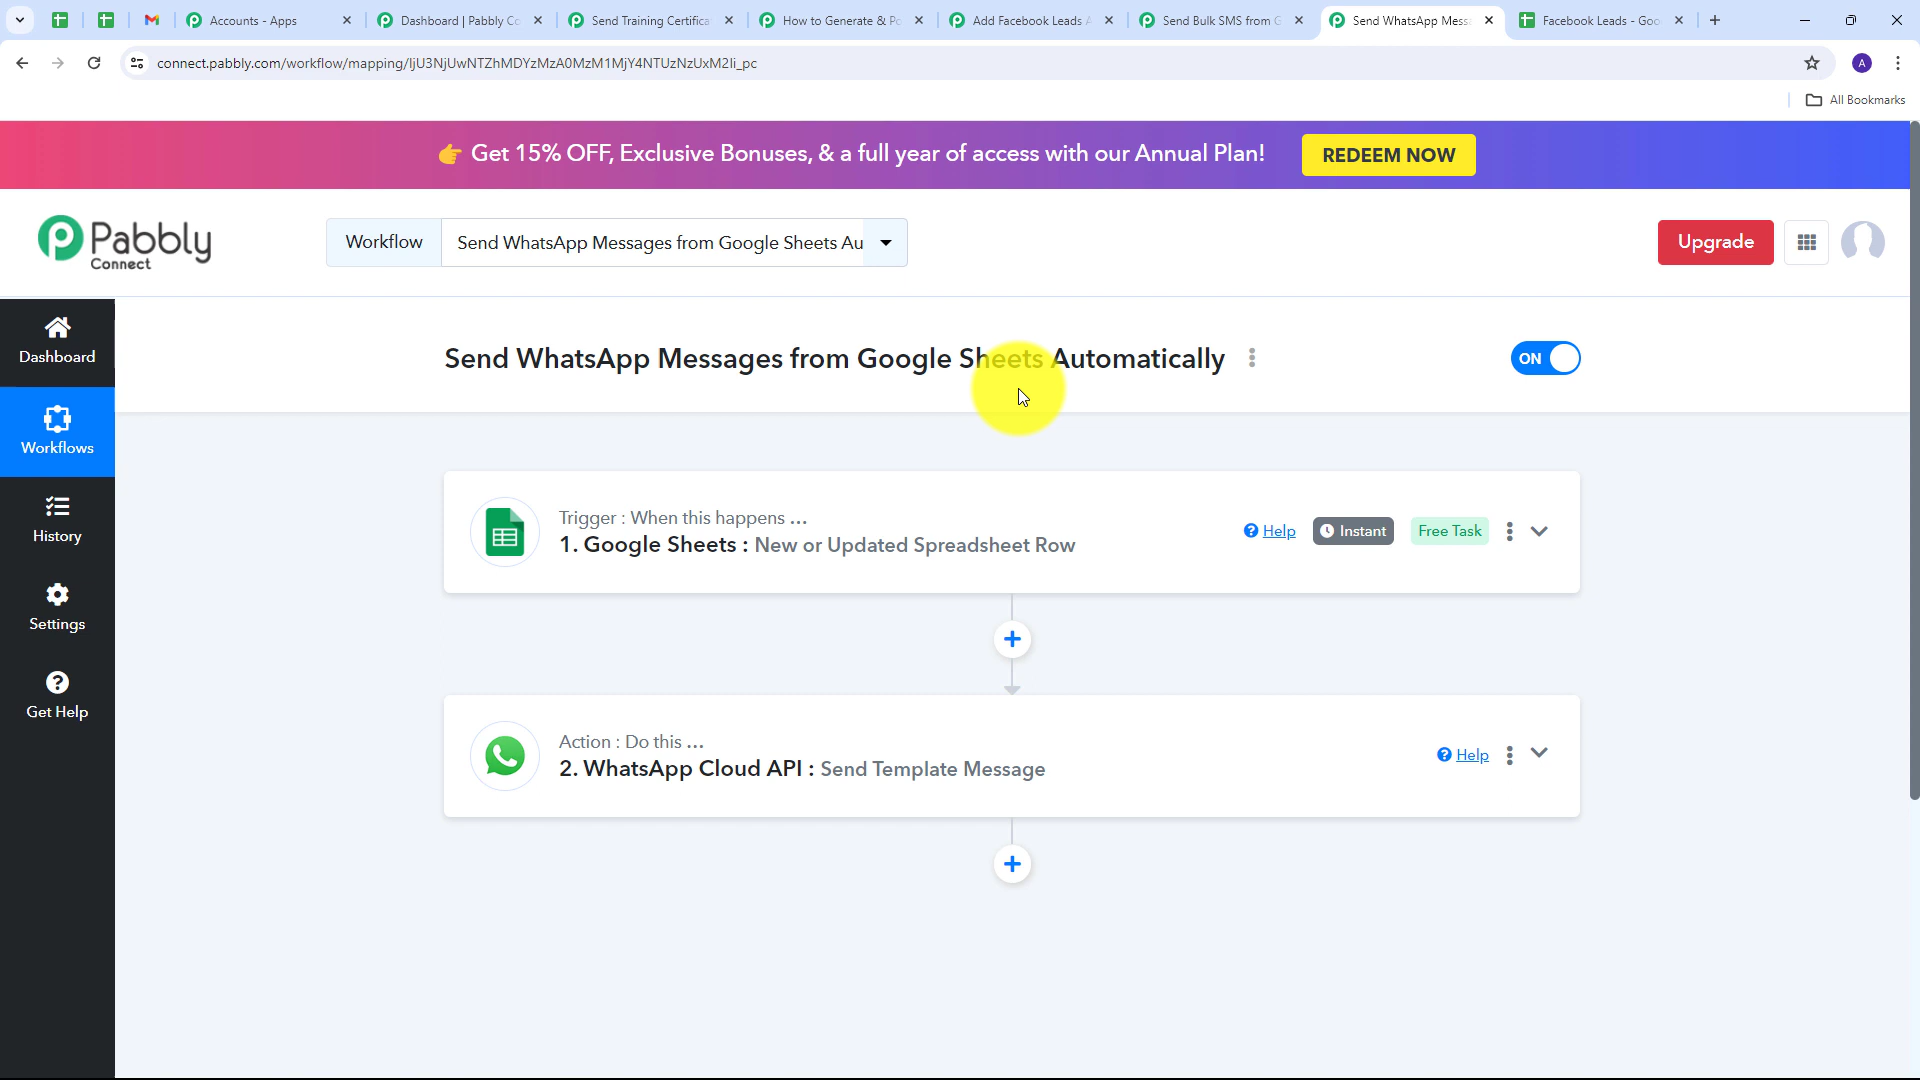 Accounts - Apps
Dashboard | Pabbly Co
Send Training Certifica
How to Generate & Po
Add Facebook Leads A
Send Bulk SMS from G
Send WhatsApp Mess
Facebook Leads - Goo
connect.pabbly.com/workflow/mapping/IjU3NjUwNTZhMDYzMzA0MzM1MjY4NTUzNzUxM2Ii_pc
A
All Bookmarks
👉 Get 15% OFF, Exclusive Bonuses, & a full year of access with our Annual Plan!
REDEEM NOW
Pabbly
Connect
Workflow
Send WhatsApp Messages from Google Sheets Au
Upgrade
Dashboard
Workflows
History
Settings
Get Help
Send WhatsApp Messages from Google Sheets Automatically
ON
Trigger : When this happens ...
1. Google Sheets : New or Updated Spreadsheet Row
Help
Instant
Free Task
Action : Do this ...
2. WhatsApp Cloud API : Send Template Message
Help